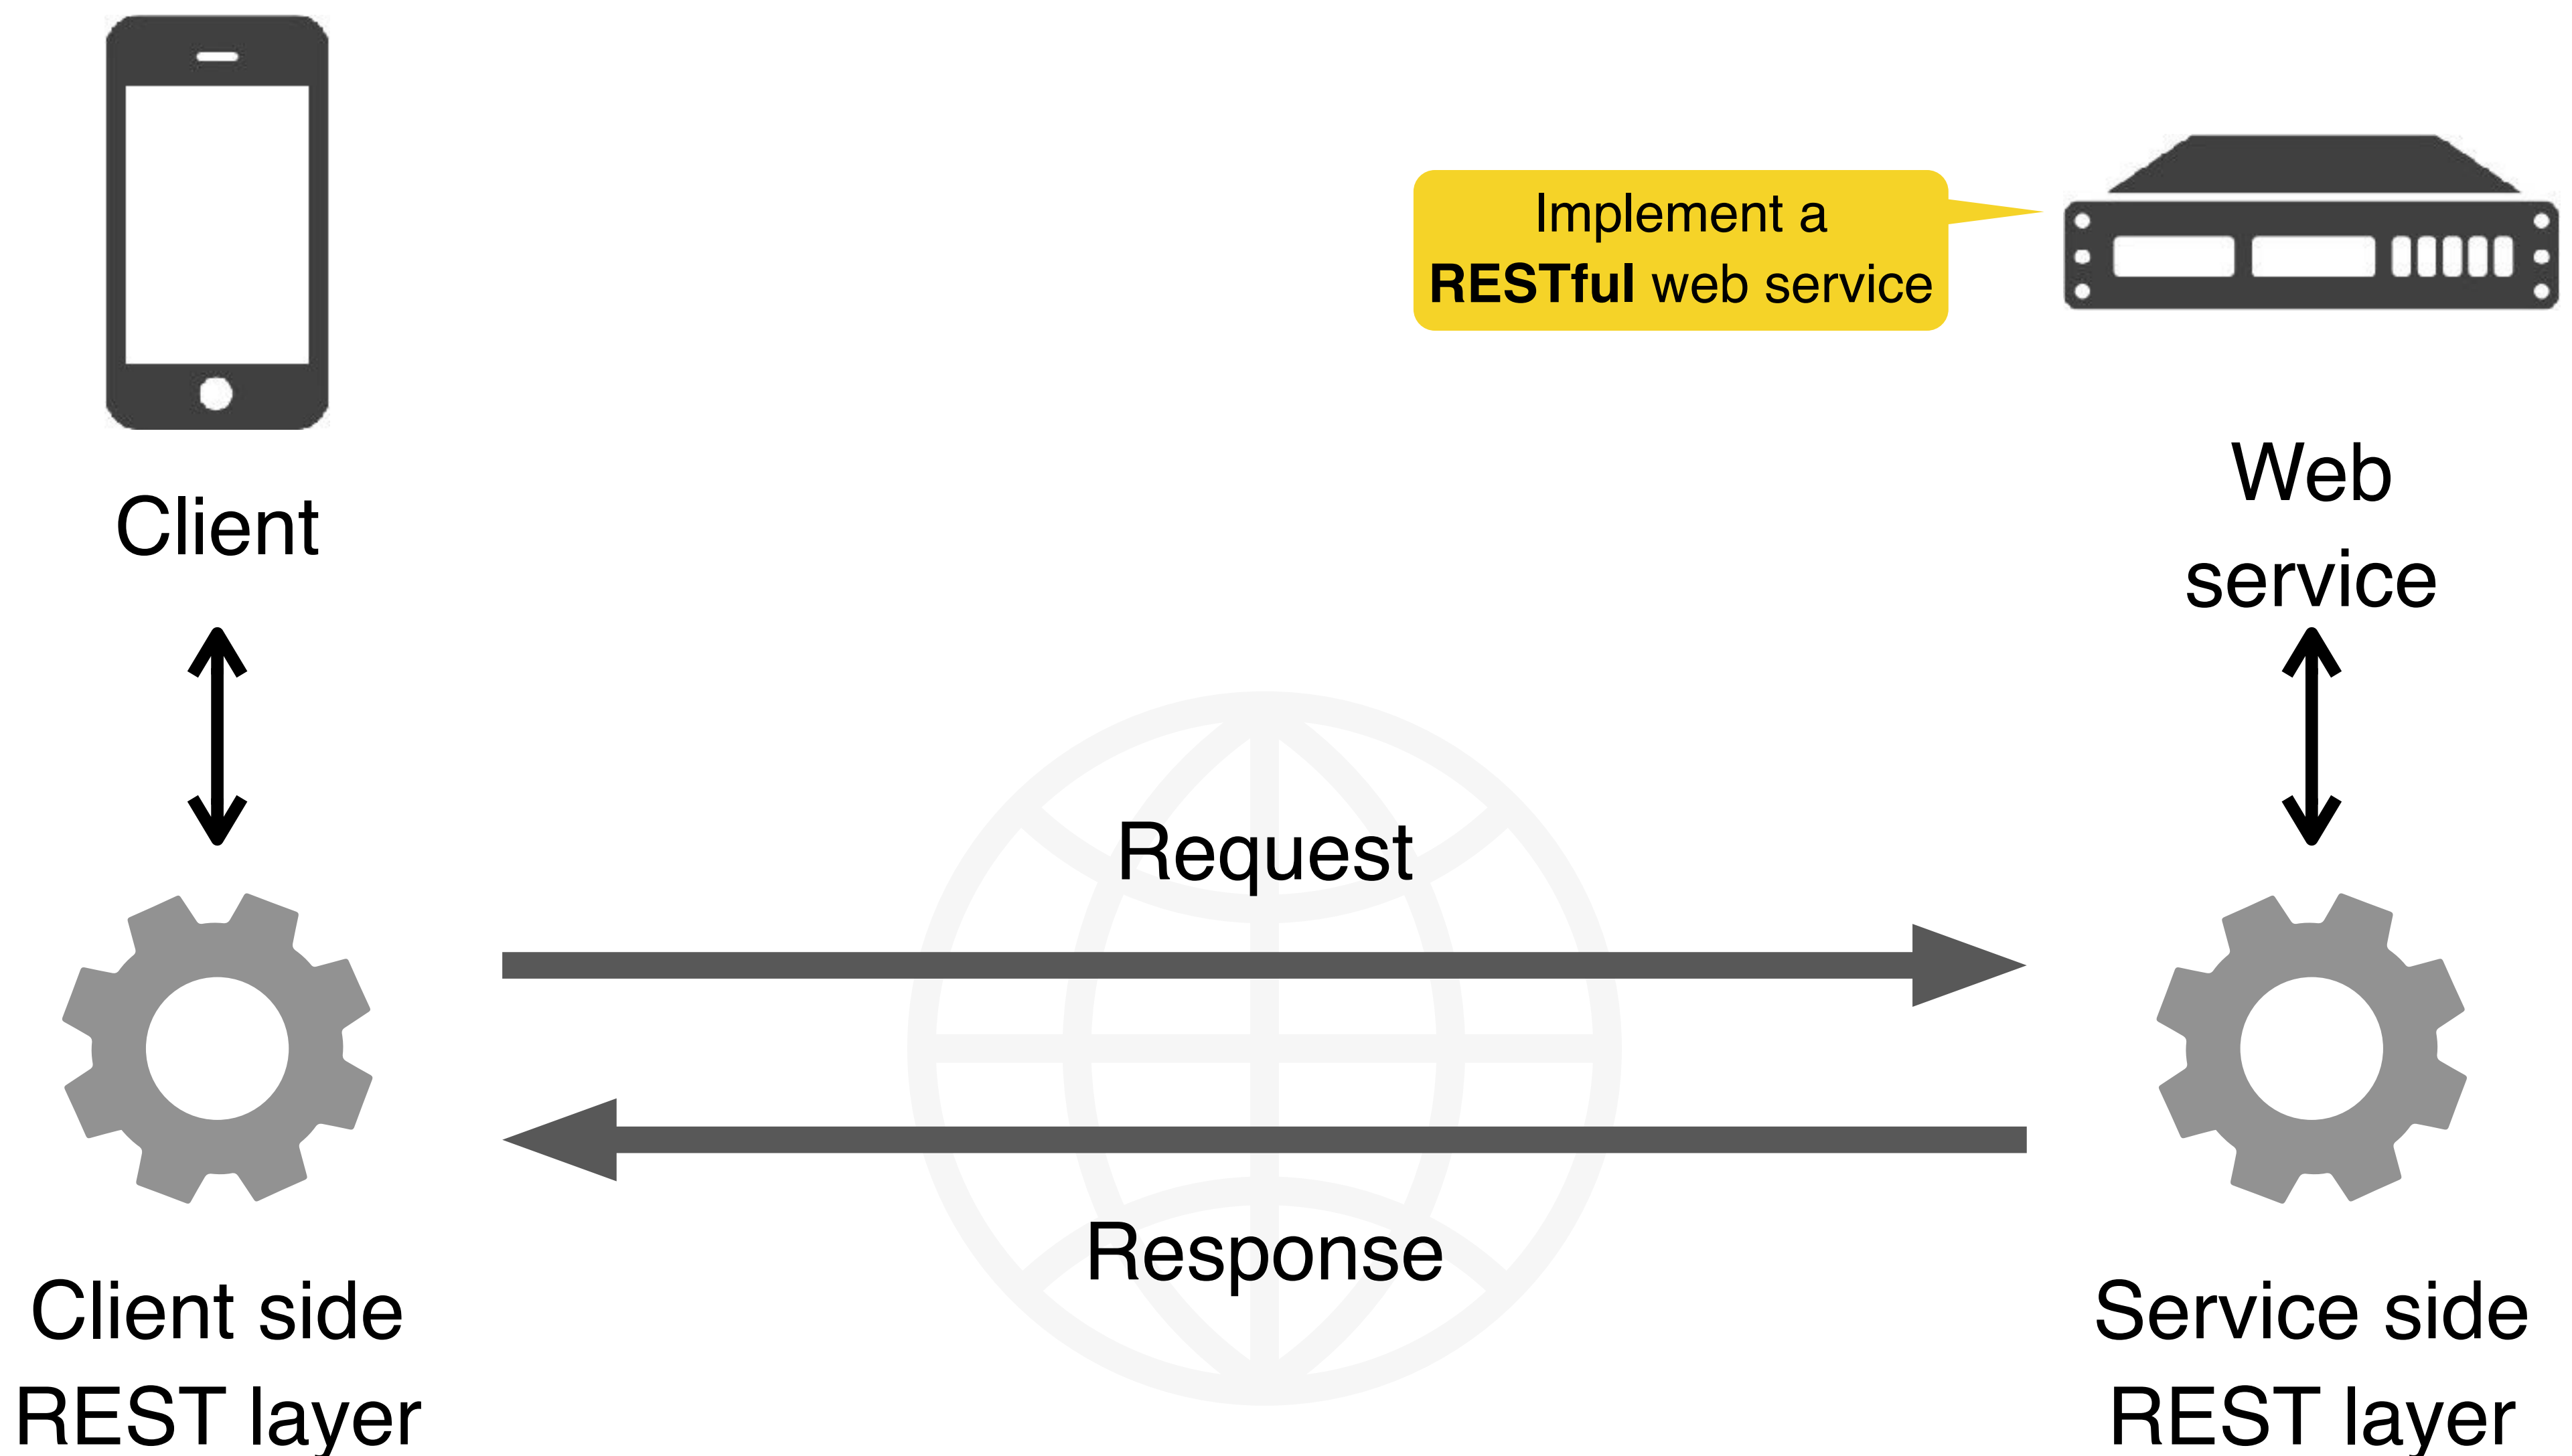 Implement a
RESTful web service
Client
Web
service
Request
Response
Client side
REST layer
Service side
REST layer